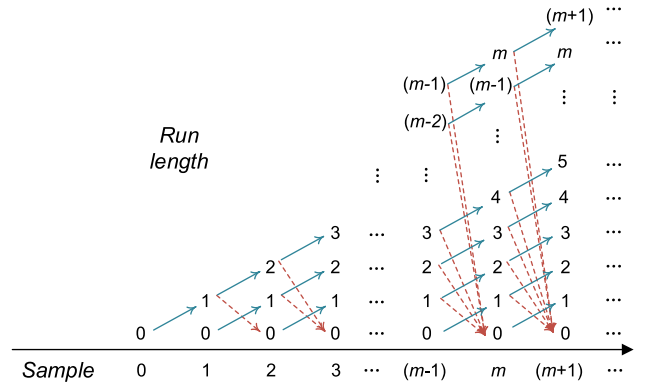 (m+1) ···
···
m m
(m-1) (m-1)
(m-2) ⋮ ⋮
Run
length
⋮
5 ···
⋮ ⋮
4 4 ···
3 ··· 3 3 3 ···
2 2 ··· 2 2 2 ···
1 1 1 ··· 1 1 1 ···
0 0 0 0 ··· 0 0 0 ···
Sample 0 1 2 3 ··· (m-1) m (m+1) ···